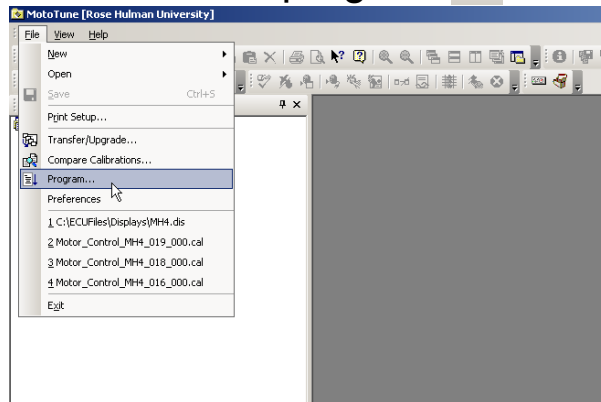 MotoTune [Rose Hulman University]
File View Help
New
Open
Save Ctrl+S
Print Setup...
Transfer/Upgrade...
Compare Calibrations...
Program...
Preferences
1 C:\ECUFiles\Displays\MH4.dis
2 Motor_Control_MH4_019_000.cal
3 Motor_Control_MH4_018_000.cal
4 Motor_Control_MH4_016_000.cal
Exit